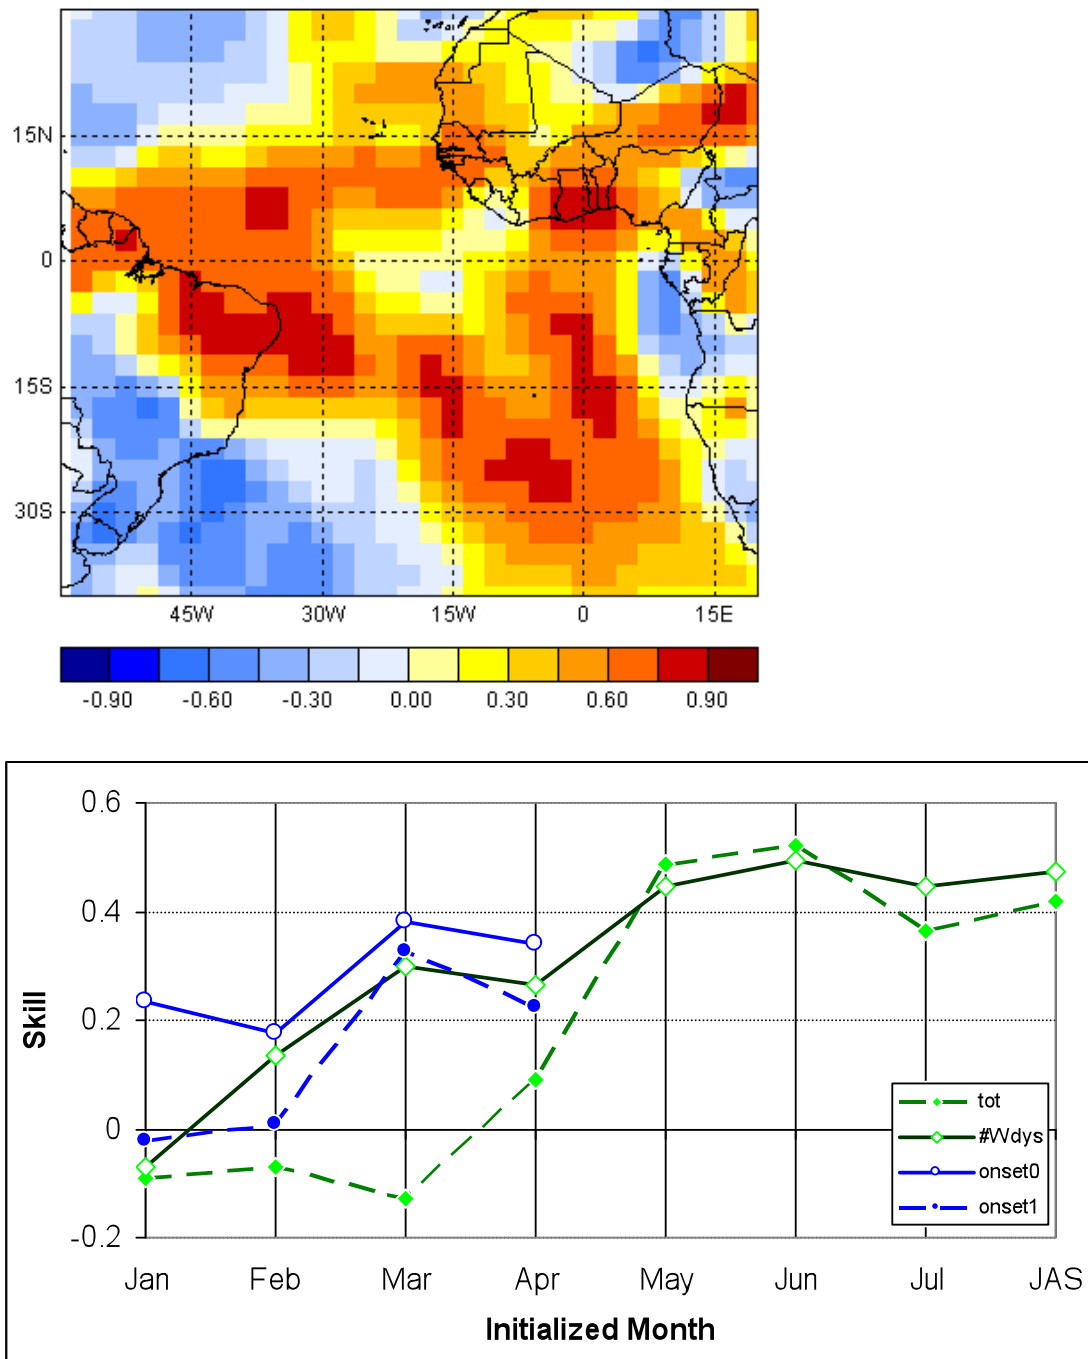 15N
0
15S
30S
45W 30W 15W 0 15E
-0.90 -0.60 -0.30 0.00 0.30 0.60 0.90
0.6
0.4
0.2
0
-0.2
Skill
tot
#Wdys
onset0
onset1
Jan Feb Mar Apr May Jun Jul JAS
Initialized Month